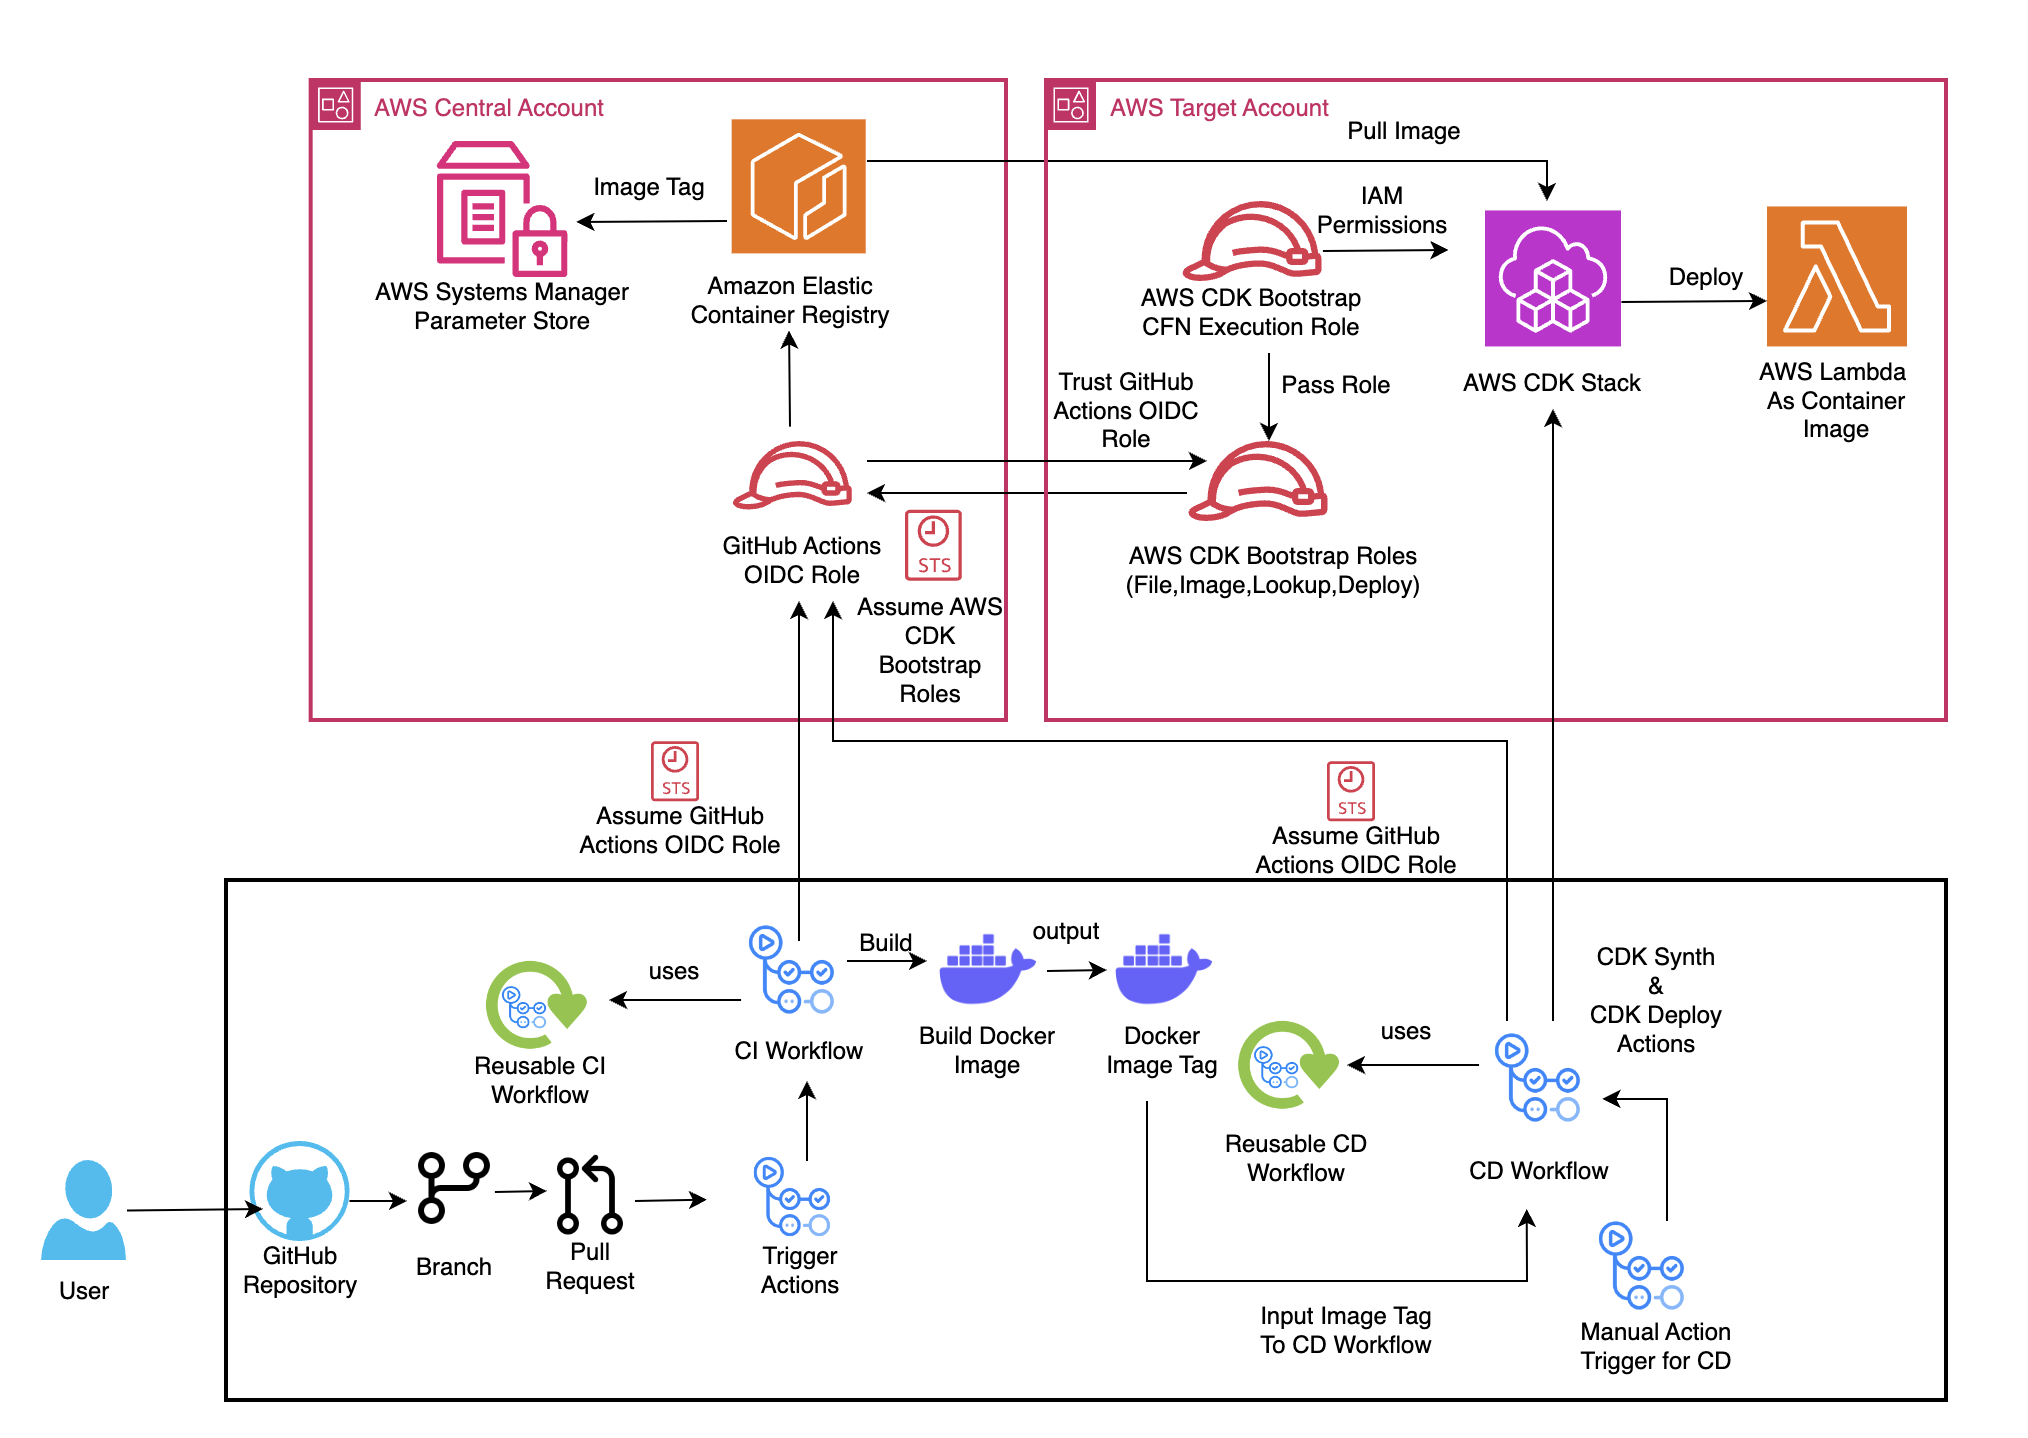 AWS Central Account
Image Tag
AWS Systems Manager
Parameter Store
Amazon Elastic
Container Registry
GitHub Actions
OIDC Role
STS
Assume AWS
CDK
Bootstrap
Roles
AWS Target Account
Pull Image
IAM
Permissions
AWS CDK Bootstrap
CFN Execution Role
Deploy
AWS CDK Stack
AWS Lambda
As Container
Image
Trust GitHub
Actions OIDC
Role
Pass Role
AWS CDK Bootstrap Roles
(File,Image,Lookup,Deploy)
STS
Assume GitHub
Actions OIDC Role
STS
Assume GitHub
Actions OIDC Role
uses
Reusable CI
Workflow
CI Workflow
Build
Build Docker
Image
output
Docker
Image Tag
uses
Reusable CD
Workflow
CDK Synth
&
CDK Deploy
Actions
CD Workflow
User
GitHub
Repository
Branch
Pull
Request
Trigger
Actions
Input Image Tag
To CD Workflow
Manual Action
Trigger for CD